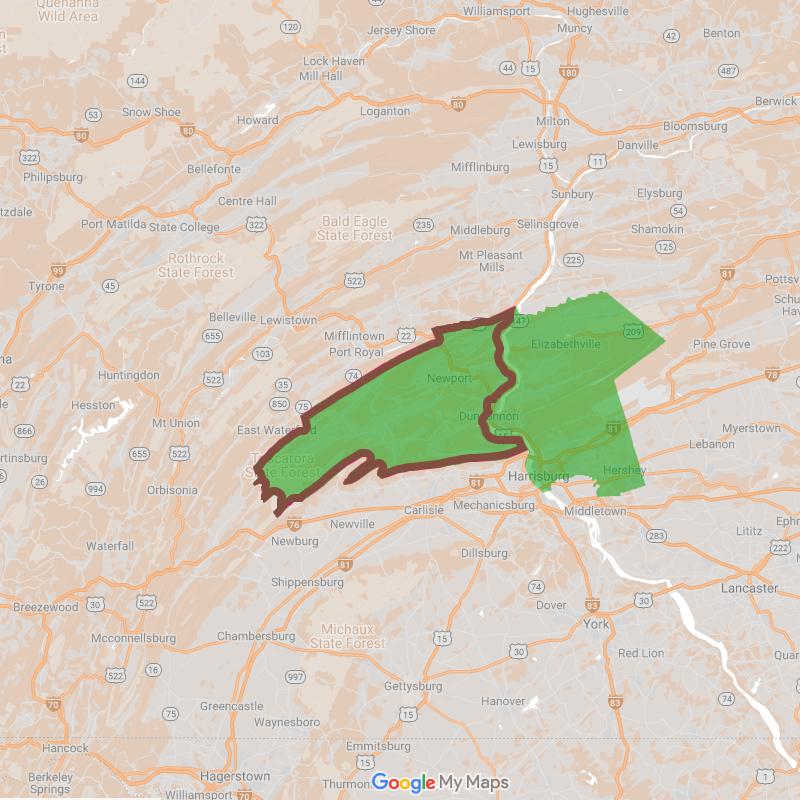 Quehanna
Wild Area
120
Jersey Shore
Williamsport
Hughesville
Muncy
42
Benton
Lock Haven
Mill Hall
44
15
180
487
144
Snow Shoe
53
Howard
Loganton
80
Berwick
80
80
Milton
Bloomsburg
322
Bellefonte
Lewisburg
Danville
11
Philipsburg
Mifflinburg
15
Centre Hall
Sunbury
Elysburg
54
Port Matilda
State College
322
Bald Eagle
State Forest
235
Middleburg
Selinsgrove
Shamokin
125
Rothrock
State Forest
Mt Pleasant
Mills
225
99
Tyrone
45
522
81
Pottsv
Belleville
Lewistown
655
Mifflintown
22
147
209
Schu
Hav
Port Royal
Elizabethville
Pine Grove
103
522
74
Newport
78
22
Huntingdon
35
850
75
Hesston
866
Mt Union
East Waterford
Duncannon
81
Myerstown
655
522
Lebanon
Tuscarora
State Forest
26
994
Orbisonia
81
Harrisburg
Hershey
76
Carlisle
Mechanicsburg
Middletown
Newville
283
Lititz
Waterfall
Newburg
222
81
Dillsburg
Shippensburg
74
Lancaster
Breezewood
30
522
Dover
83
30
Mcconnellsburg
Chambersburg
Michaux
State Forest
15
York
30
Red Lion
Quar
522
16
997
Gettysburg
74
70
75
Greencastle
Waynesboro
15
Hanover
83
Hancock
Emmitsburg
Berkeley
Springs
Hagerstown
15
1
Williamsport
70
Thurmon
Google My Maps